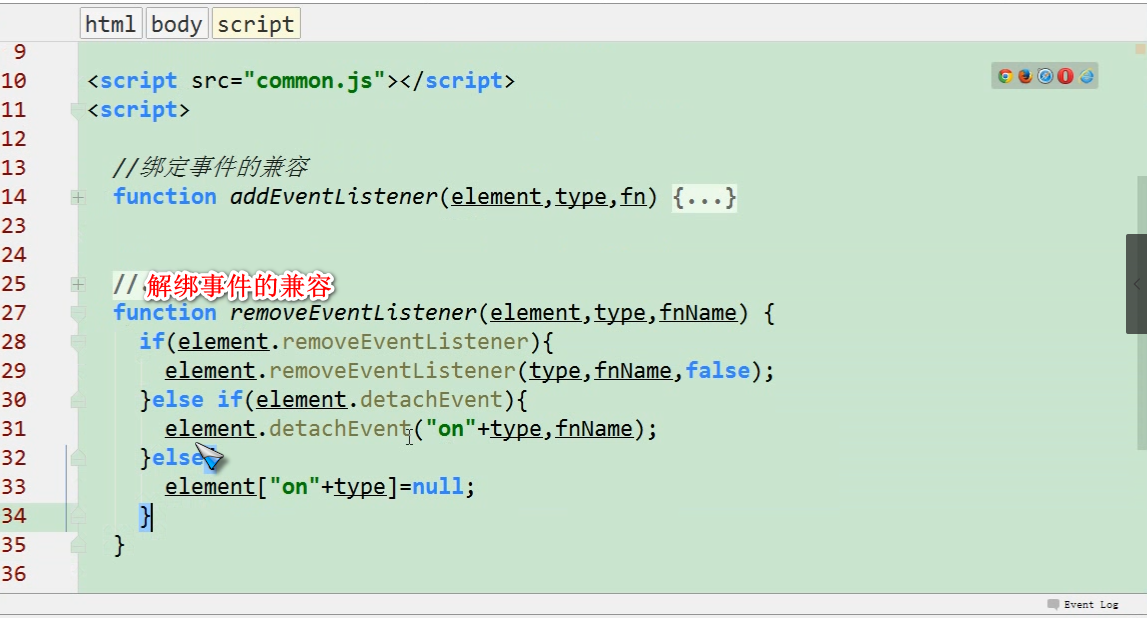 html body script
9
10 <script src="common.js"></script>
11 <script>
12
13 //绑定事件的兼容
14 function addEventListener(element,type,fn) {...}
23
24
25 // 解绑事件的兼容
27 function removeEventListener(element,type,fnName) {
28 if(element.removeEventListener){
29 element.removeEventListener(type,fnName,false);
30 }else if(element.detachEvent){
31 element.detachEvent("on"+type,fnName);
32 }else{
33 element["on"+type]=null;
34 }
35 }
36
Event Log